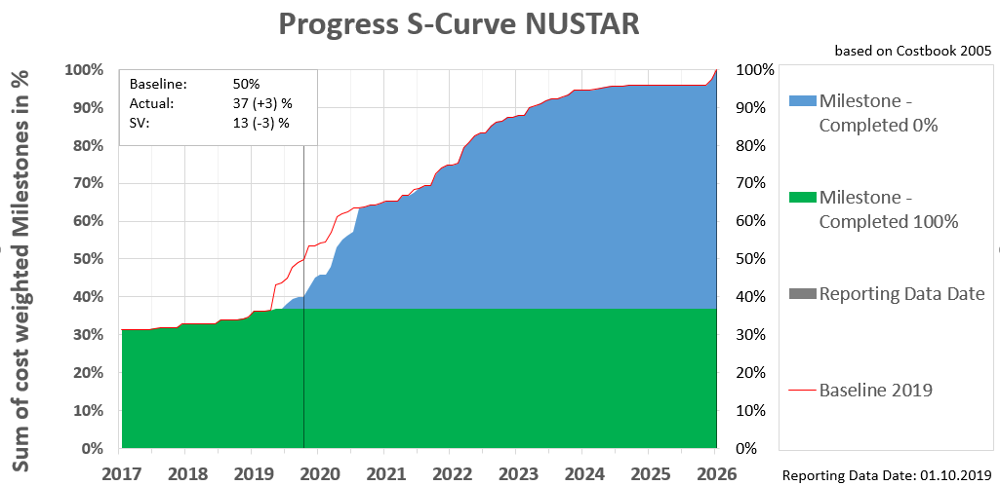 Progress S-Curve NUSTAR
based on Costbook 2005
Sum of cost weighted Milestones in %
Baseline: 50%
Actual: 37 (+3) %
SV: 13 (-3) %
100%
90%
80%
70%
60%
50%
40%
30%
20%
10%
0%
100%
90%
80%
70%
60%
50%
40%
30%
20%
10%
0%
2017 2018 2019 2020 2021 2022 2023 2024 2025 2026
Milestone -
Completed 0%
Milestone -
Completed 100%
Reporting Data Date
Baseline 2019
Reporting Data Date: 01.10.2019